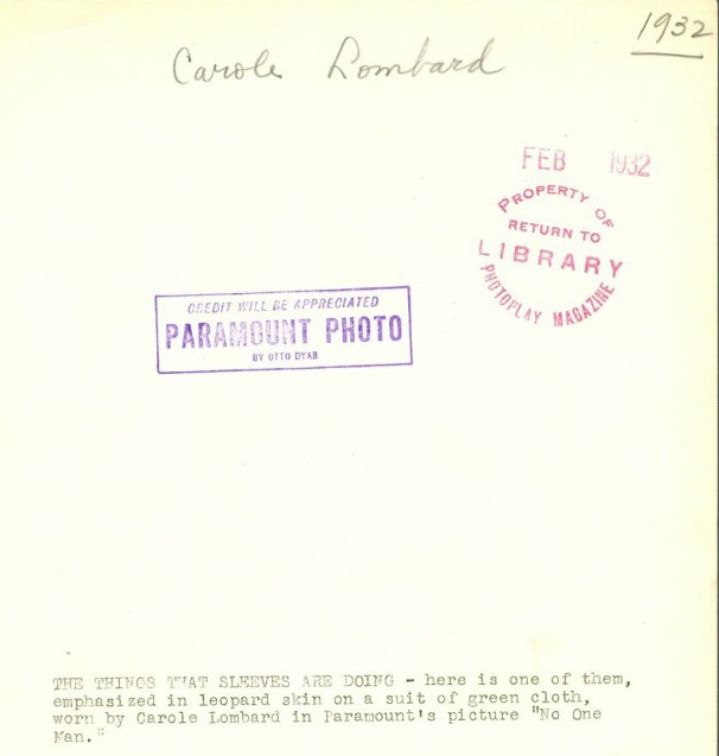 1932
Carole Lombard
FEB 1932
PROPERTY OF
RETURN TO
LIBRARY
PHOTOPLAY MAGAZINE
CREDIT WILL BE APPRECIATED
PARAMOUNT PHOTO
BY OTTO DYAR
THE THINGS THAT SLEEVES ARE DOING - here is one of them,
emphasized in leopard skin on a suit of green cloth,
worn by Carole Lombard in Paramount's picture "No One
Man."